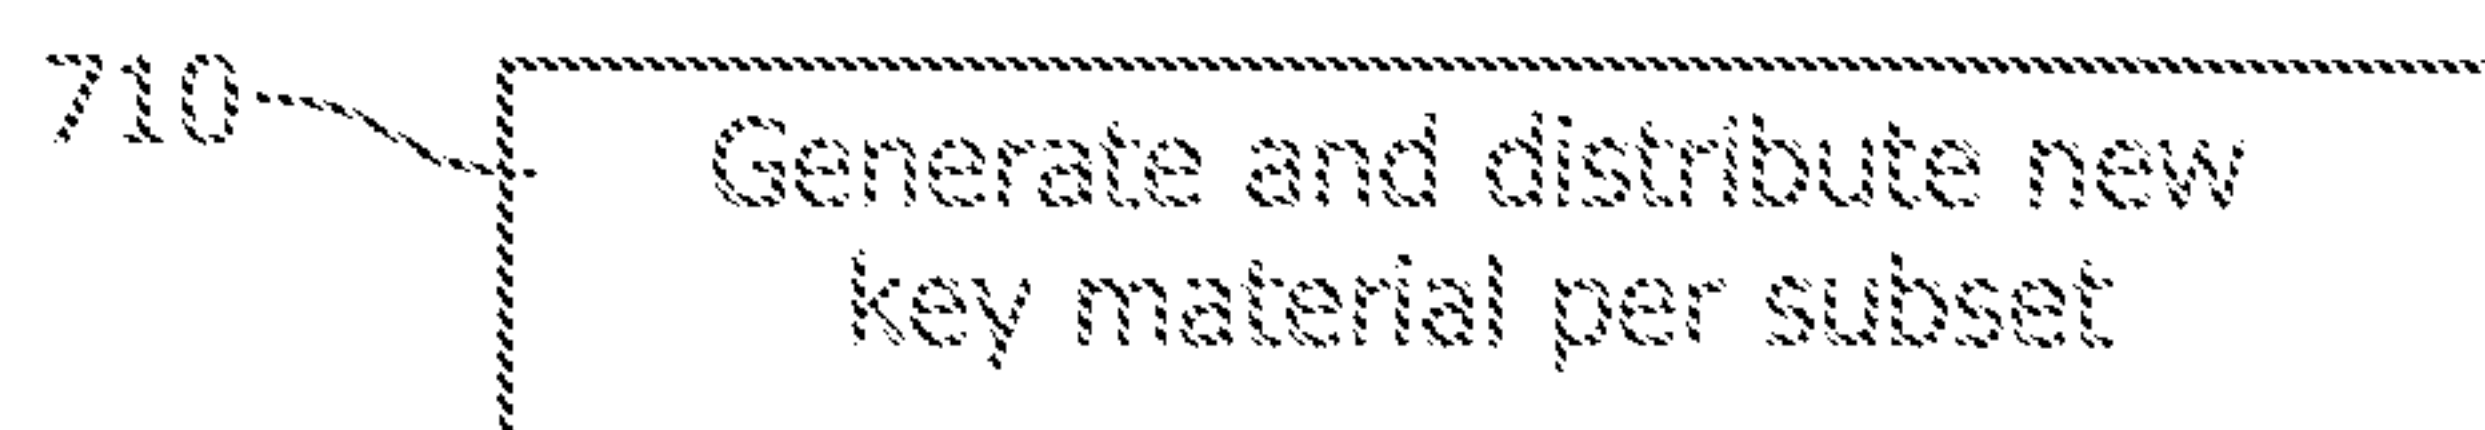 710
Generate and distribute new
key material per subset